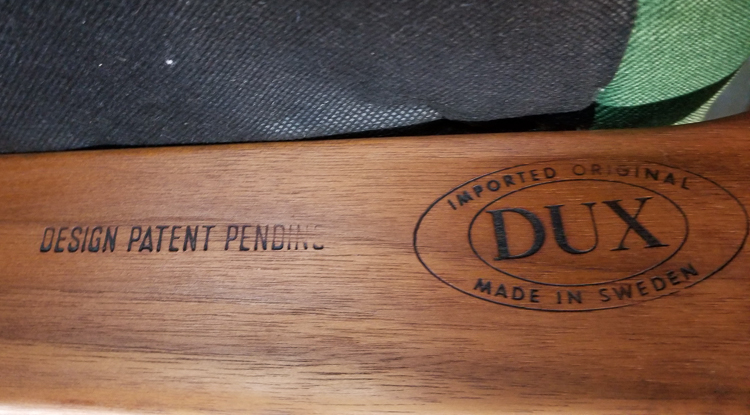 DESIGN PATENT PENDING
IMPORTED ORIGINAL
DUX
MADE IN SWEDEN